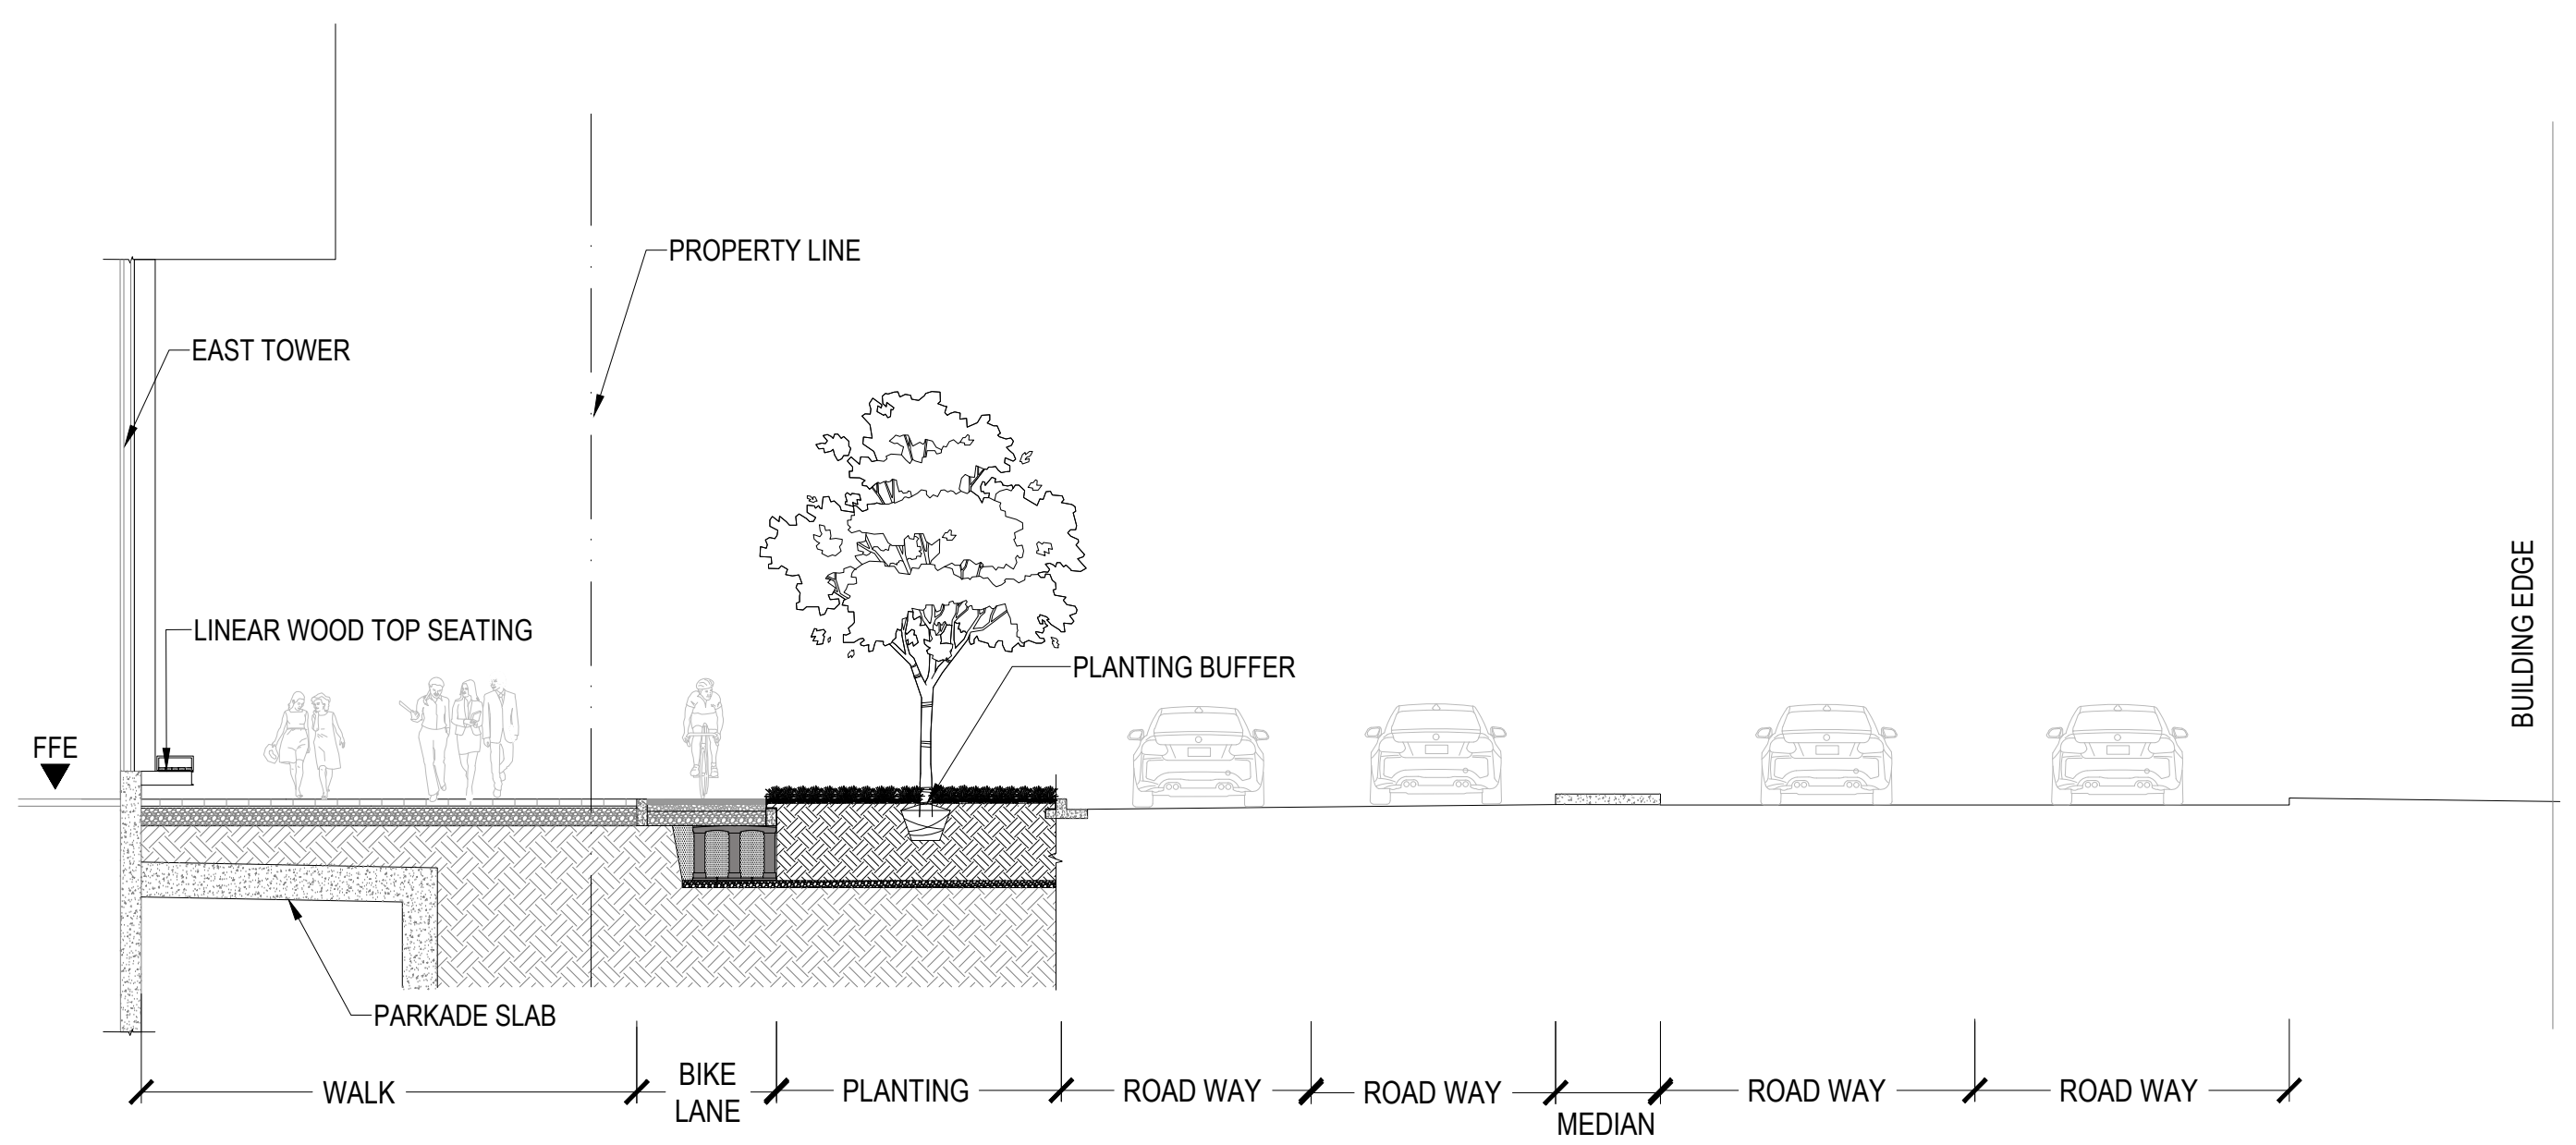 PROPERTY LINE
EAST TOWER
LINEAR WOOD TOP SEATING
PLANTING BUFFER
BUILDING EDGE
FFE
PARKADE SLAB
WALK
BIKE
LANE
PLANTING
ROAD WAY
ROAD WAY
MEDIAN
ROAD WAY
ROAD WAY